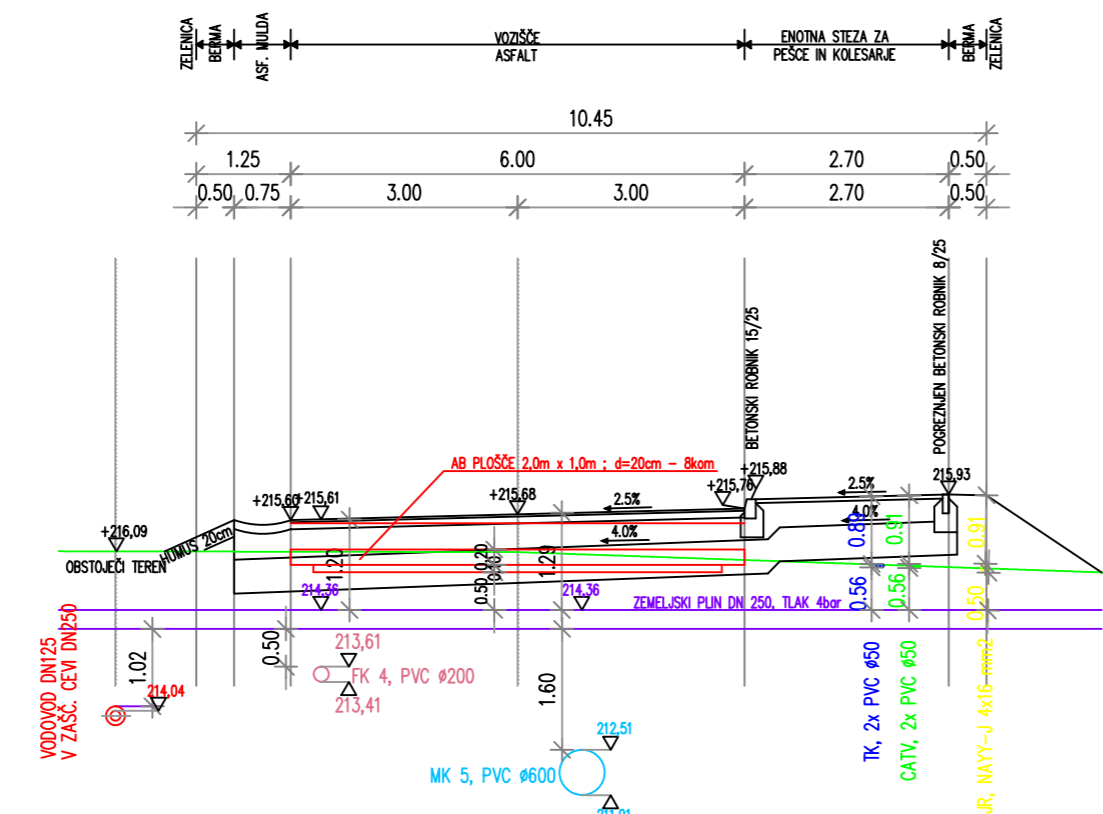 ZELENICA
BERMA
ASF. MULDA
VOZIŠČE
ASFALT
ENOTNA STEZA ZA
PEŠCE IN KOLESARJE
BERMA
ZELENICA
10.45
1.25
6.00
2.70
0.50
0.50
0.75
3.00
3.00
2.70
0.50
BETONSKI ROBNIK 15/25
POGREZNJEN BETONSKI ROBNIK 8/25
AB PLOŠČE 2,0m x 1,0m ; d=20cm – 8kom
+215,60
+215,61
+215,68
2.5%
+215,76
+215,88
2.5%
215,93
+216,09
OBSTOJEČI TEREN
HUMUS 20cm
4.0%
4.0%
1.20
0.20
0.50
1.29
0.89
0.91
0.91
214,36
214,36
ZEMELJSKI PLIN DN 250, TLAK 4bar
0.56
0.56
0.50
VODOVOD DN125
V ZAŠČ. CEVI DN250
1.02
214,04
0.50
213,61
FK 4, PVC ø200
213,41
1.60
212,51
MK 5, PVC ø600
TK, 2x PVC ø50
CATV, 2x PVC ø50
JR, NAYY-J 4x16 mm2